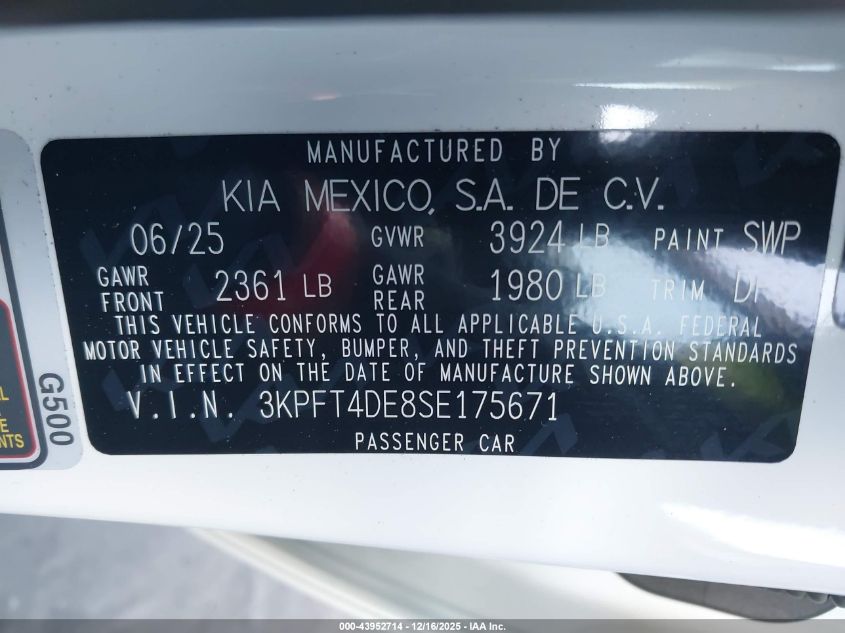 MANUFACTURED BY
KIA MEXICO, S.A. DE C.V.
06/25 GVWR 3924 LB PAINT SWP
GAWR FRONT 2361 LB GAWR REAR 1980 LB TRIM
THIS VEHICLE CONFORMS TO ALL APPLICABLE U.S.A. FEDERAL
MOTOR VEHICLE SAFETY, BUMPER, AND THEFT PREVENTION STANDARDS
IN EFFECT ON THE DATE OF MANUFACTURE SHOWN ABOVE.
V.I.N. 3KPFT4DE8SE175671
PASSENGER CAR
G500
000-43952714 - 12/16/2025 - IAA Inc.